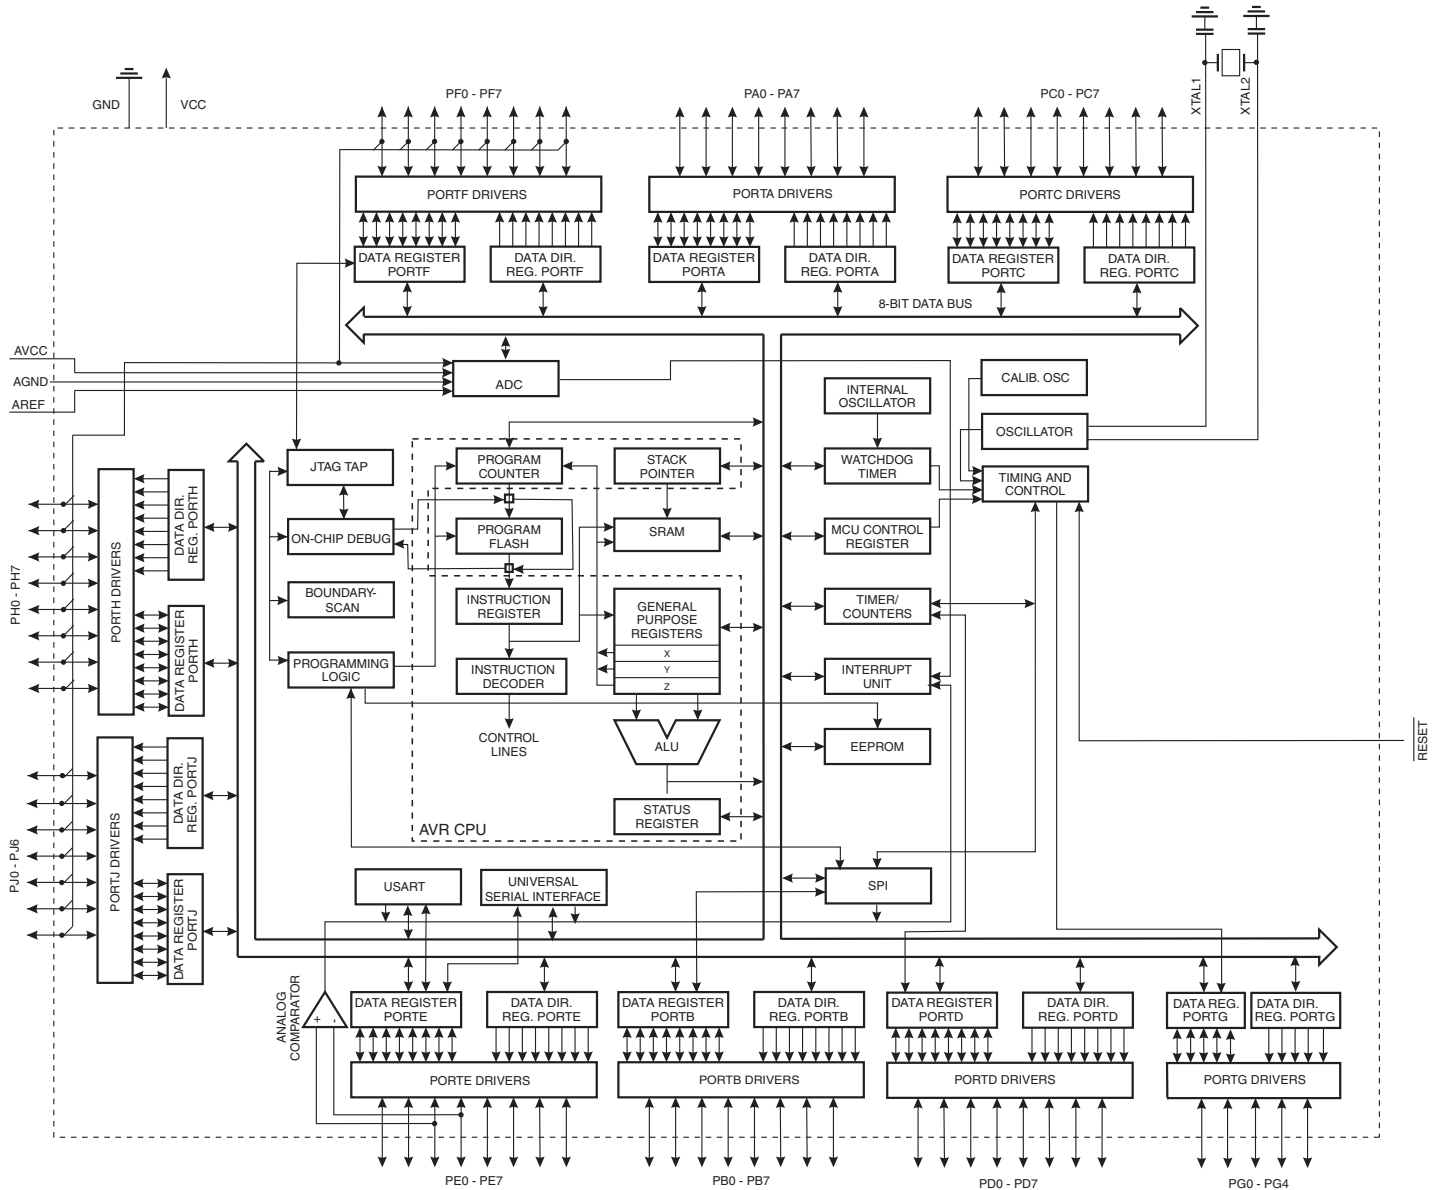 XTAL1
XTAL2
GND
VCC
PF0 - PF7
PA0 - PA7
PC0 - PC7
PORTF DRIVERS
PORTA DRIVERS
PORTC DRIVERS
DATA REGISTER
PORTF
DATA DIR.
REG. PORTF
DATA REGISTER
PORTA
DATA DIR.
REG. PORTA
DATA REGISTER
PORTC
DATA DIR.
REG. PORTC
8-BIT DATA BUS
AVCC
AGND
AREF
ADC
CALIB. OSC
INTERNAL
OSCILLATOR
OSCILLATOR
JTAG TAP
PROGRAM
COUNTER
STACK
POINTER
WATCHDOG
TIMER
TIMING AND
CONTROL
ON-CHIP DEBUG
PROGRAM
FLASH
SRAM
MCU CONTROL
REGISTER
BOUNDARY-
SCAN
INSTRUCTION
REGISTER
GENERAL
PURPOSE
REGISTERS
X
Y
Z
TIMER/
COUNTERS
PROGRAMMING
LOGIC
INSTRUCTION
DECODER
INTERRUPT
UNIT
CONTROL
LINES
ALU
EEPROM
RESET
STATUS
REGISTER
AVR CPU
PH0 - PH7
PORTH DRIVERS
DATA DIR.
REG. PORTH
DATA REGISTER
PORTH
PJ0 - PJ6
PORTJ DRIVERS
DATA DIR.
REG. PORTJ
DATA REGISTER
PORTJ
USART
UNIVERSAL
SERIAL INTERFACE
SPI
ANALOG
COMPARATOR
+
-
DATA REGISTER
PORTE
DATA DIR.
REG. PORTE
DATA REGISTER
PORTB
DATA DIR.
REG. PORTB
DATA REGISTER
PORTD
DATA DIR.
REG. PORTD
DATA REG.
PORTG
DATA DIR.
REG. PORTG
PORTE DRIVERS
PORTB DRIVERS
PORTD DRIVERS
PORTG DRIVERS
PE0 - PE7
PB0 - PB7
PD0 - PD7
PG0 - PG4